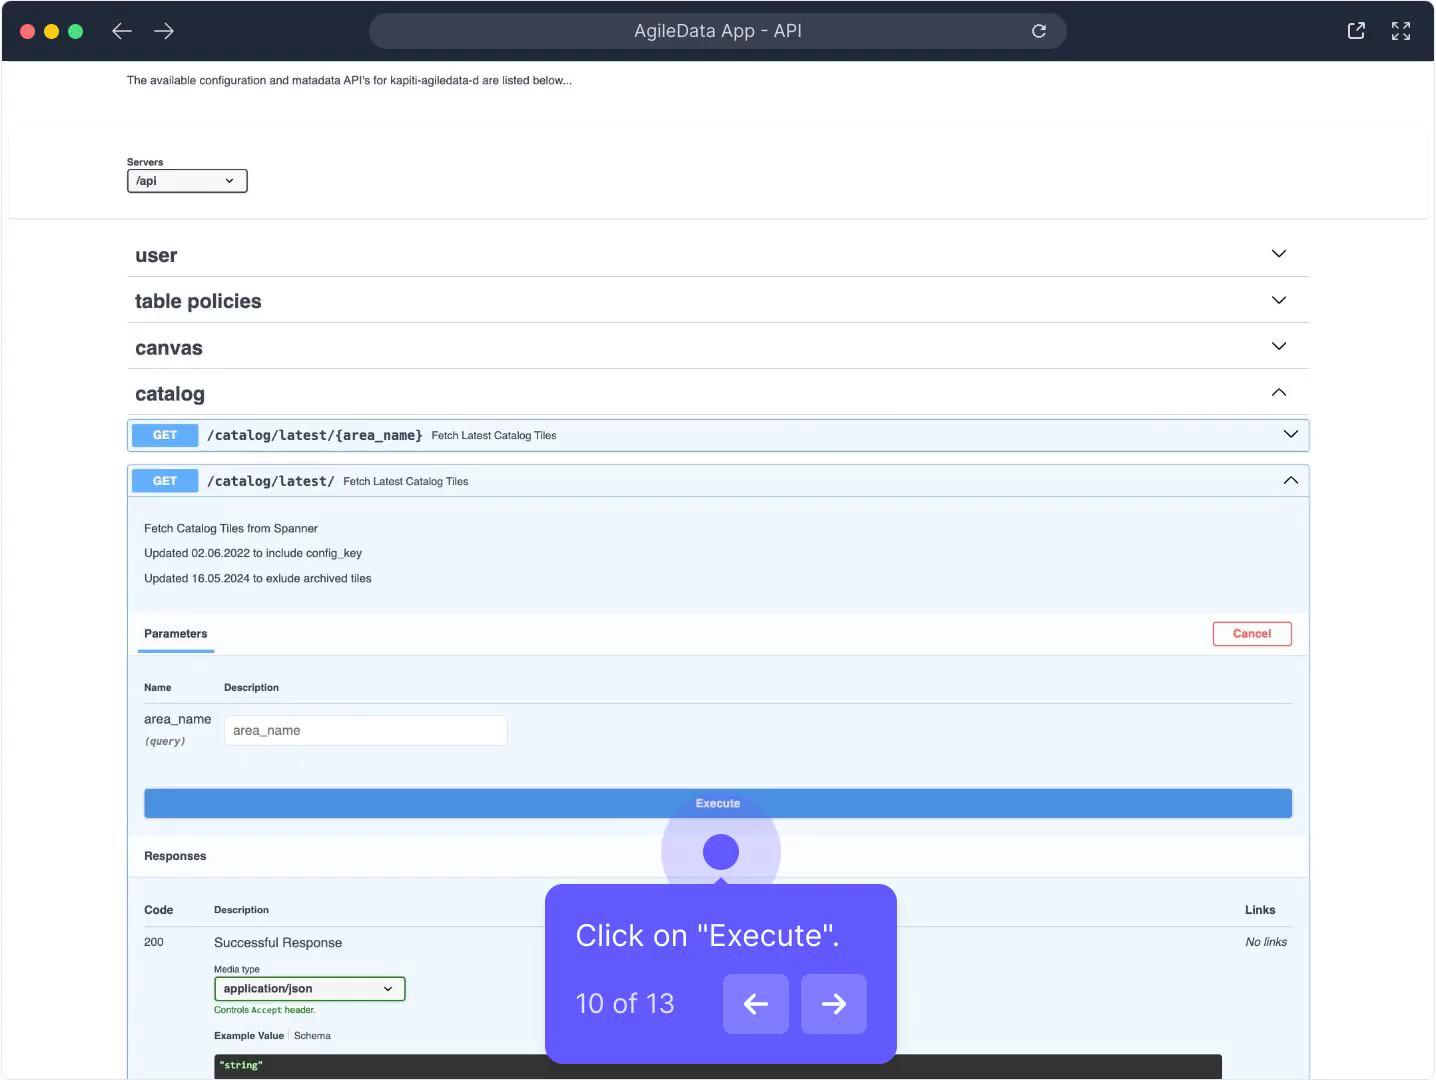 AgileData App - API
The available configuration and matadata API's for kapiti-agiledata-d are listed below...
Servers
/api
user
table policies
canvas
catalog
GET /catalog/latest/{area_name} Fetch Latest Catalog Tiles
GET /catalog/latest/ Fetch Latest Catalog Tiles
Fetch Catalog Tiles from Spanner
Updated 02.06.2022 to include config_key
Updated 16.05.2024 to exlude archived tiles
Parameters Cancel
Name Description
area_name area_name
(query)
Execute
Responses
Code Description Links
200 Successful Response No links
Media type
application/json
Controls Accept header.
Example Value Schema
"string"
Click on "Execute".
10 of 13